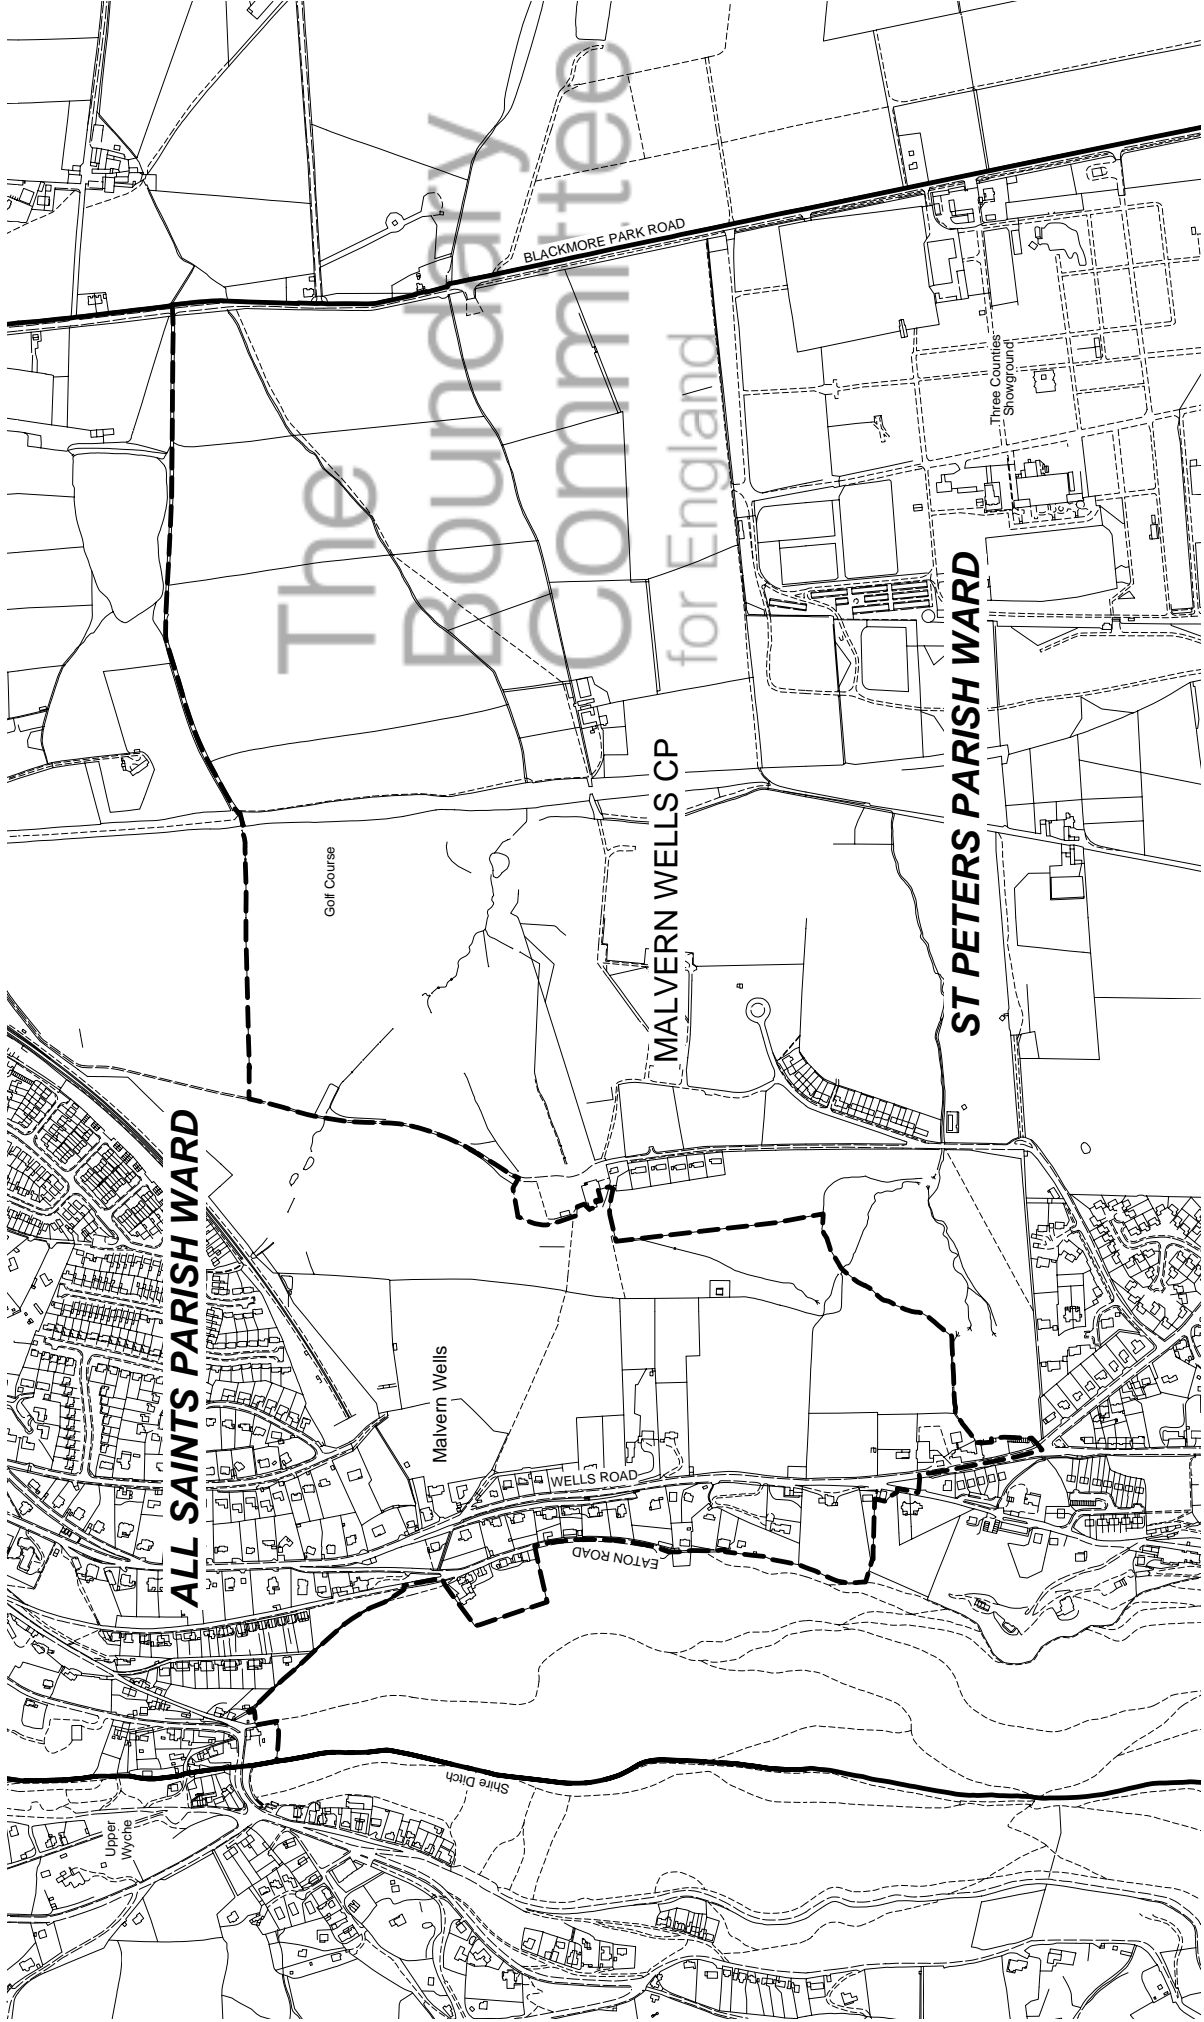 The
Boundary
Committee
for England
BLACKMORE PARK ROAD
Three Counties
Showground
Golf Course
MALVERN WELLS CP
ST PETERS PARISH WARD
ALL SAINTS PARISH WARD
Malvern Wells
WELLS ROAD
EATON ROAD
Shire Ditch
Upper
Wyche